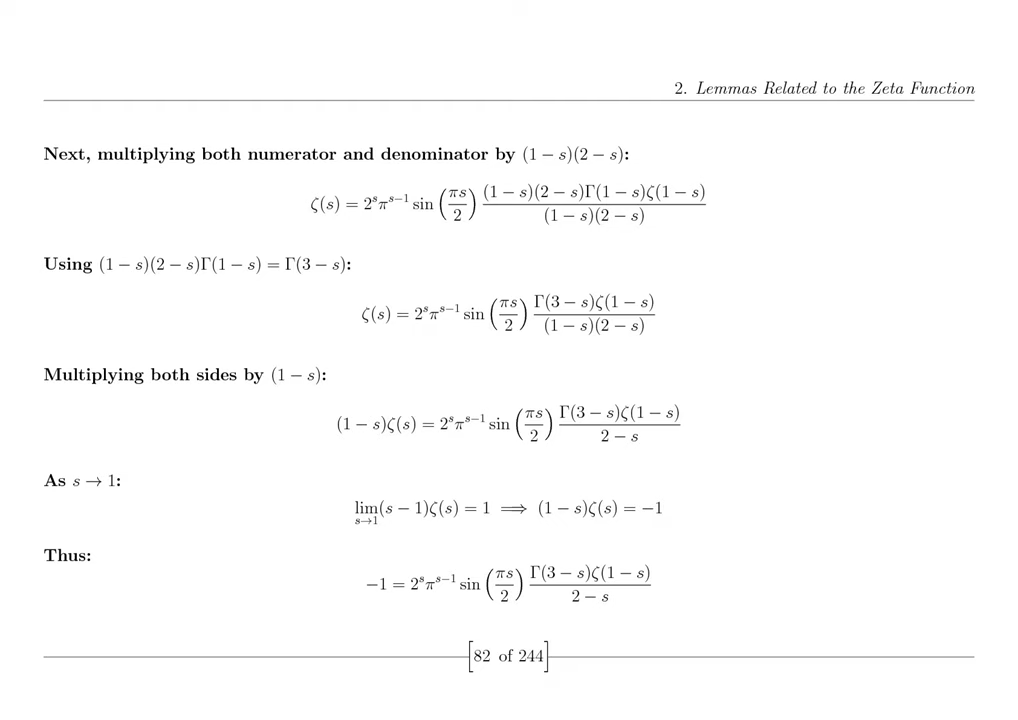 2. Lemmas Related to the Zeta Function
Next, multiplying both numerator and denominator by (1 − s)(2 − s):
ζ(s) = 2^s π^{s−1} sin (πs/2) (1 − s)(2 − s)Γ(1 − s)ζ(1 − s) / (1 − s)(2 − s)
Using (1 − s)(2 − s)Γ(1 − s) = Γ(3 − s):
ζ(s) = 2^s π^{s−1} sin (πs/2) Γ(3 − s)ζ(1 − s) / (1 − s)(2 − s)
Multiplying both sides by (1 − s):
(1 − s)ζ(s) = 2^s π^{s−1} sin (πs/2) Γ(3 − s)ζ(1 − s) / 2 − s
As s → 1:
lim_{s→1} (s − 1)ζ(s) = 1 ⟹ (1 − s)ζ(s) = −1
Thus:
−1 = 2^s π^{s−1} sin (πs/2) Γ(3 − s)ζ(1 − s) / 2 − s
[82 of 244]